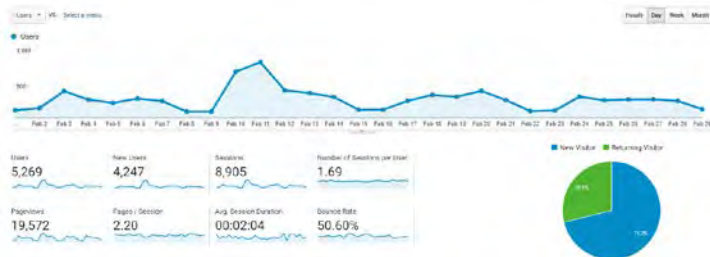 Users VS. Select a metric
Hourly Day Week Month
Users
500
Feb 2 Feb 3 Feb 4 Feb 5 Feb 6 Feb 7 Feb 8 Feb 9 Feb 10 Feb 11 Feb 12 Feb 13 Feb 14 Feb 15 Feb 16 Feb 17 Feb 18 Feb 19 Feb 20 Feb 21 Feb 22 Feb 23 Feb 24 Feb 25 Feb 26 Feb 27 Feb 28 Feb 29
New Visitor Returning Visitor
Users New Users Sessions Number of Sessions per User
5,269 4,247 8,905 1.69
Pageviews Pages / Session Avg. Session Duration Bounce Rate
19,572 2.20 00:02:04 50.60%